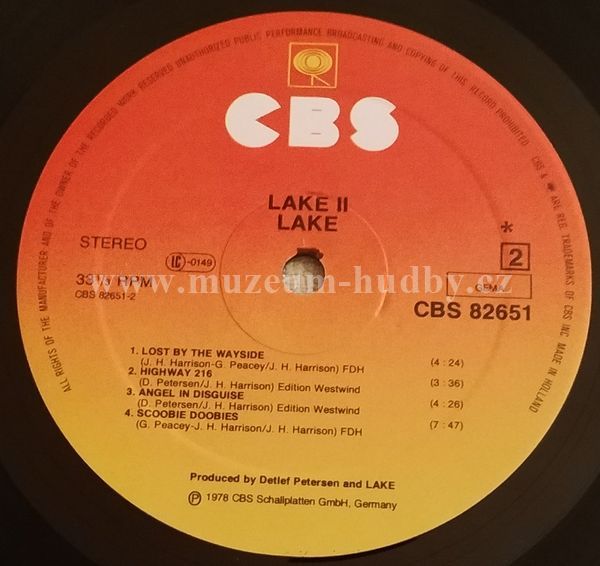 ALL RIGHTS OF THE MANUFACTURER AND OF THE OWNER OF THE RECORDED WORK RESERVED UNAUTHORIZED PUBLIC PERFORMANCE BROADCASTING AND COPYING OF THIS RECORD PROHIBITED. CBS & ARE REG. TRADEMARKS OF CBS INC. MADE IN HOLLAND
CBS
LAKE II
LAKE
STEREO
LC-0149
*
2
33⅓ RPM
CBS 82651-2
GEMA
CBS 82651
www.muzeum-hudby.cz
1. LOST BY THE WAYSIDE
(J. H. Harrison-G. Peacey/J. H. Harrison) FDH (4:24)
2. HIGHWAY 216
(D. Petersen/J. H. Harrison) Edition Westwind (3:36)
3. ANGEL IN DISGUISE
(D. Petersen/J. H. Harrison) Edition Westwind (4:26)
4. SCOOBIE DOOBIES
(G. Peacey-J. H. Harrison/J. H. Harrison) FDH (7:47)
Produced by Detlef Petersen and LAKE
Ⓟ 1978 CBS Schallplatten GmbH, Germany